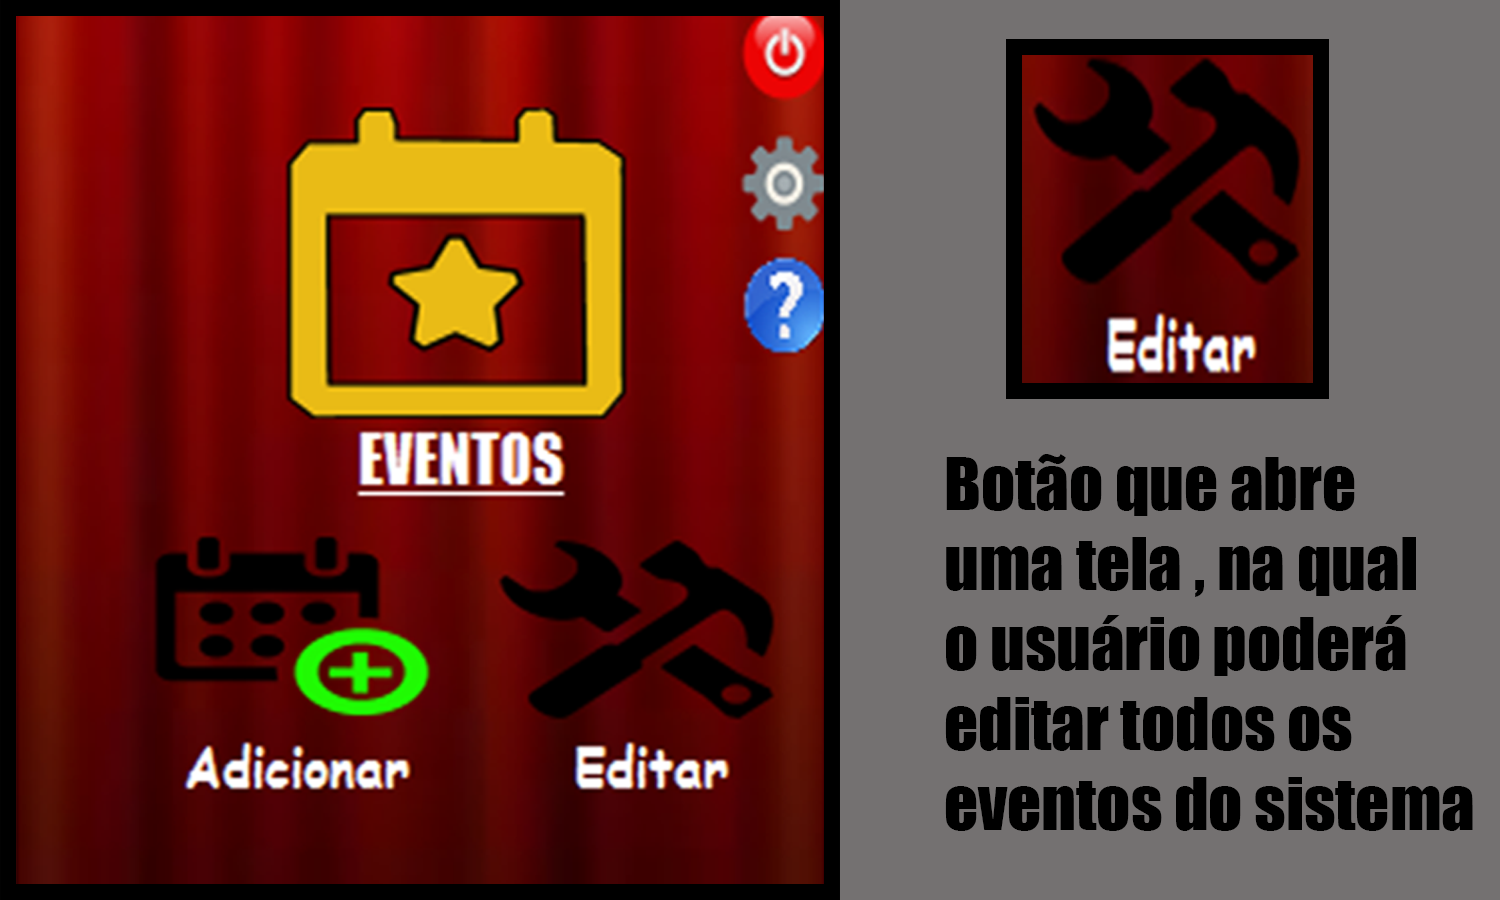 EVENTOS
Adicionar
Editar
Editar
Botão que abre
uma tela , na qual
o usuário poderá
editar todos os
eventos do sistema